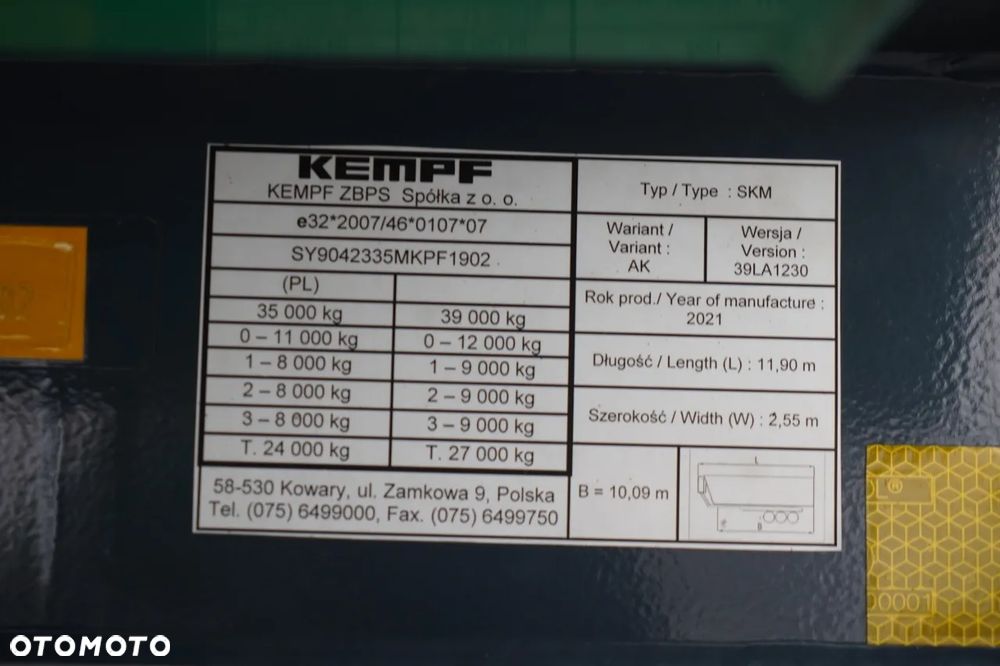 KEMPF
KEMPF ZBPS Spółka z o. o.
e32*2007/46*0107*07
SY9042335MKPF1902
(PL)
35 000 kg 39 000 kg
0 – 11 000 kg 0 – 12 000 kg
1 – 8 000 kg 1 – 9 000 kg
2 – 8 000 kg 2 – 9 000 kg
3 – 8 000 kg 3 – 9 000 kg
T. 24 000 kg T. 27 000 kg
58-530 Kowary, ul. Zamkowa 9, Polska
Tel. (075) 6499000, Fax. (075) 6499750
Typ / Type : SKM
Wariant /
Variant :
AK
Wersja /
Version :
39LA1230
Rok prod./ Year of manufacture :
2021
Długość / Length (L) : 11,90 m
Szerokość / Width (W) : 2,55 m
B = 10,09 m
L
B
00001
OTOMOTO